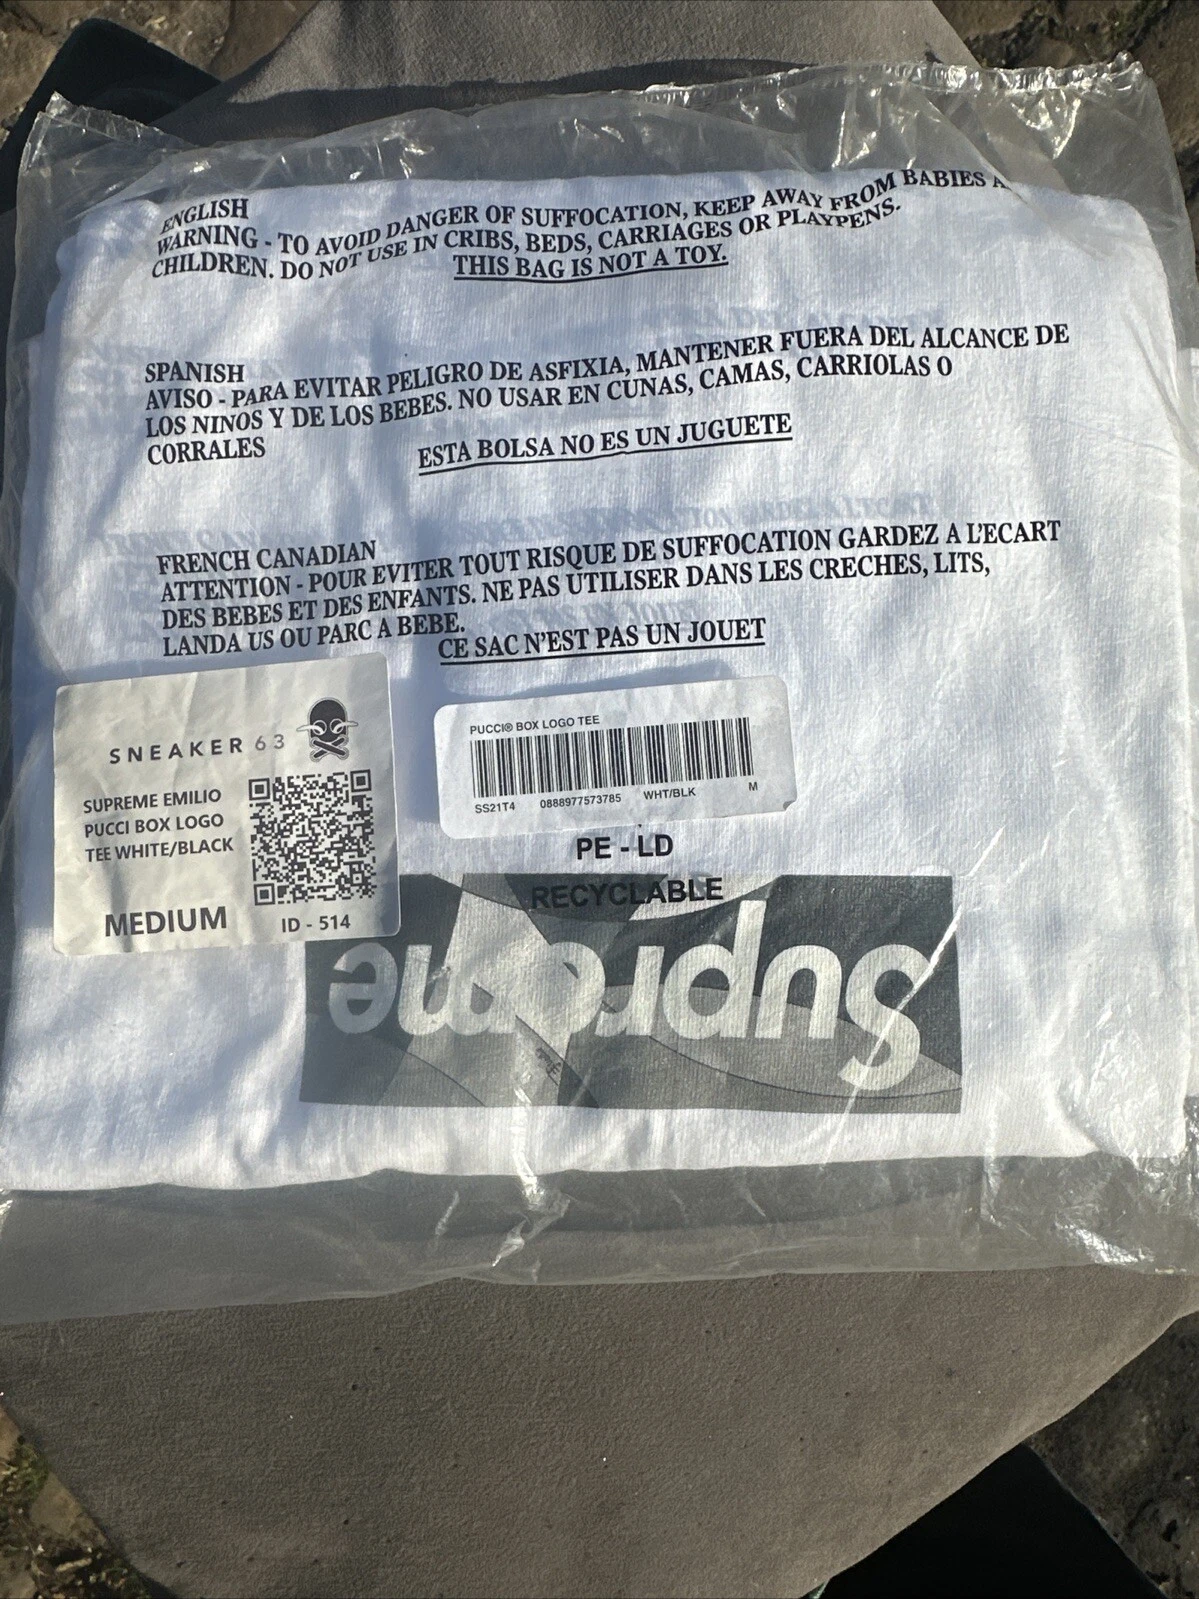 ENGLISH
WARNING - TO AVOID DANGER OF SUFFOCATION, KEEP AWAY FROM BABIES A
CHILDREN. DO NOT USE IN CRIBS, BEDS, CARRIAGES OR PLAYPENS.
THIS BAG IS NOT A TOY.
SPANISH
AVISO - PARA EVITAR PELIGRO DE ASFIXIA, MANTENER FUERA DEL ALCANCE DE
LOS NINOS Y DE LOS BEBES. NO USAR EN CUNAS, CAMAS, CARRIOLAS O
CORRALES
ESTA BOLSA NO ES UN JUGUETE
FRENCH CANADIAN
ATTENTION - POUR EVITER TOUT RISQUE DE SUFFOCATION GARDEZ A L'ECART
DES BEBES ET DES ENFANTS. NE PAS UTILISER DANS LES CRECHES, LITS,
LANDA US OU PARC A BEBE.
CE SAC N'EST PAS UN JOUET
SNEAKER 63
SUPREME EMILIO
PUCCI BOX LOGO
TEE WHITE/BLACK
MEDIUM
ID - 514
PUCCI® BOX LOGO TEE
SS21T4 0888977573785 WHT/BLK M
PE - LD
RECYCLABLE
Supreme